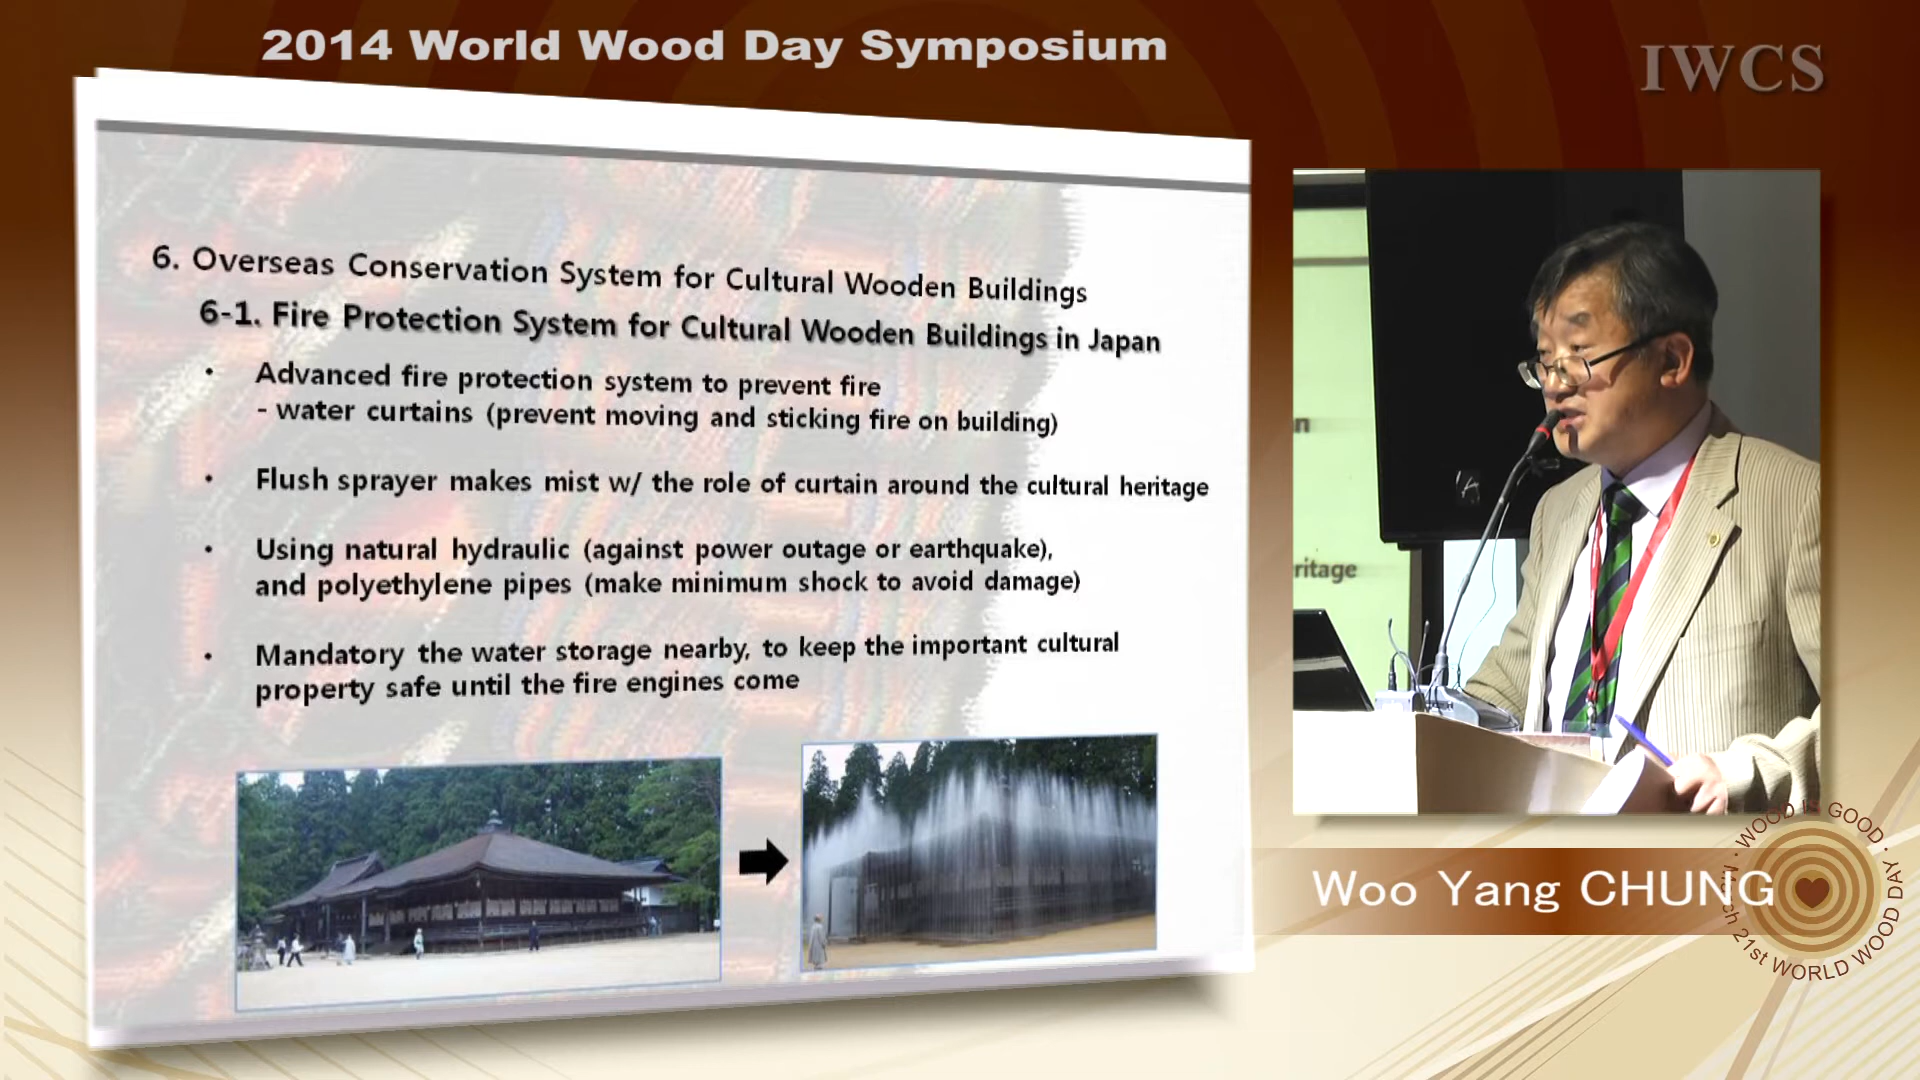 2014 World Wood Day Symposium
IWCS
6. Overseas Conservation System for Cultural Wooden Buildings
6-1. Fire Protection System for Cultural Wooden Buildings in Japan
• Advanced fire protection system to prevent fire
- water curtains (prevent moving and sticking fire on building)
• Flush sprayer makes mist w/ the role of curtain around the cultural heritage
• Using natural hydraulic (against power outage or earthquake),
and polyethylene pipes (make minimum shock to avoid damage)
• Mandatory the water storage nearby, to keep the important cultural
property safe until the fire engines come
n
ritage
Woo Yang CHUNG
· WOOD IS GOOD · March 21st WORLD WOOD DAY